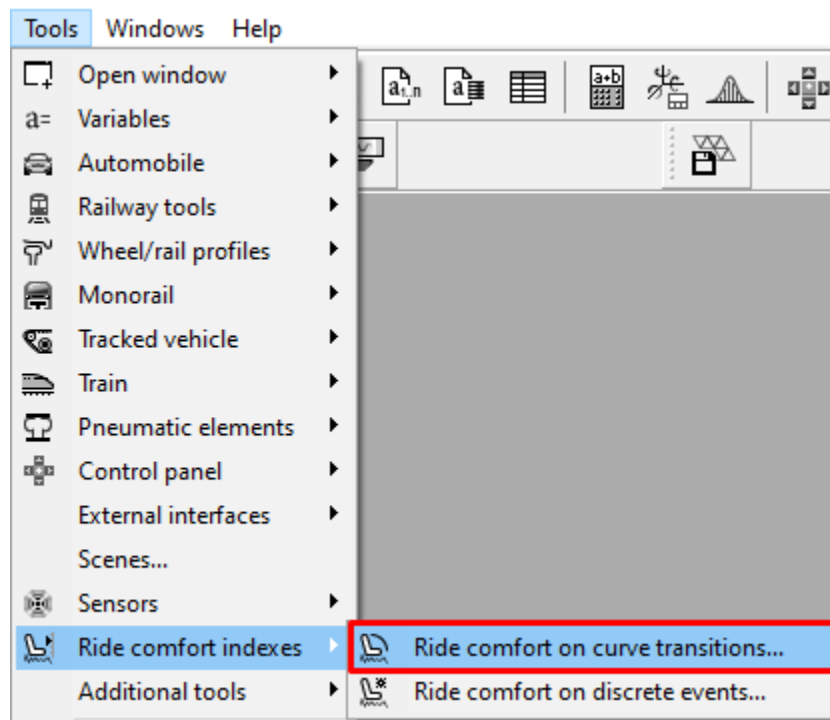 Tools Windows Help
Open window
a= Variables
Automobile
Railway tools
Wheel/rail profiles
Monorail
Tracked vehicle
Train
Pneumatic elements
Control panel
External interfaces
Scenes...
Sensors
Ride comfort indexes
Ride comfort on curve transitions...
Additional tools
Ride comfort on discrete events...
a1..n
a
a+b